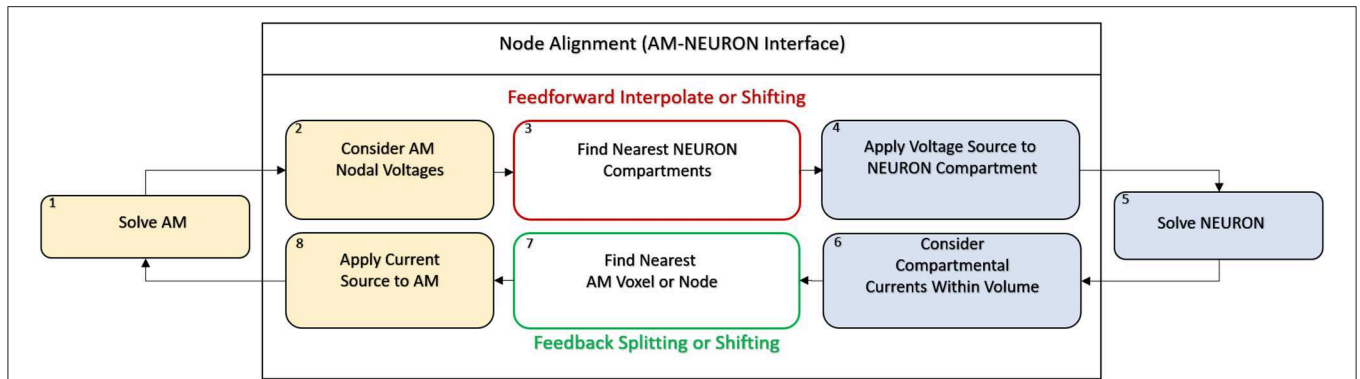 Node Alignment (AM-NEURON Interface)
Feedforward Interpolate or Shifting
1
Solve AM
2
Consider AM
Nodal Voltages
3
Find Nearest NEURON
Compartments
4
Apply Voltage Source to
NEURON Compartment
5
Solve NEURON
6
Consider
Compartmental
Currents Within Volume
7
Find Nearest
AM Voxel or Node
8
Apply Current
Source to AM
Feedback Splitting or Shifting